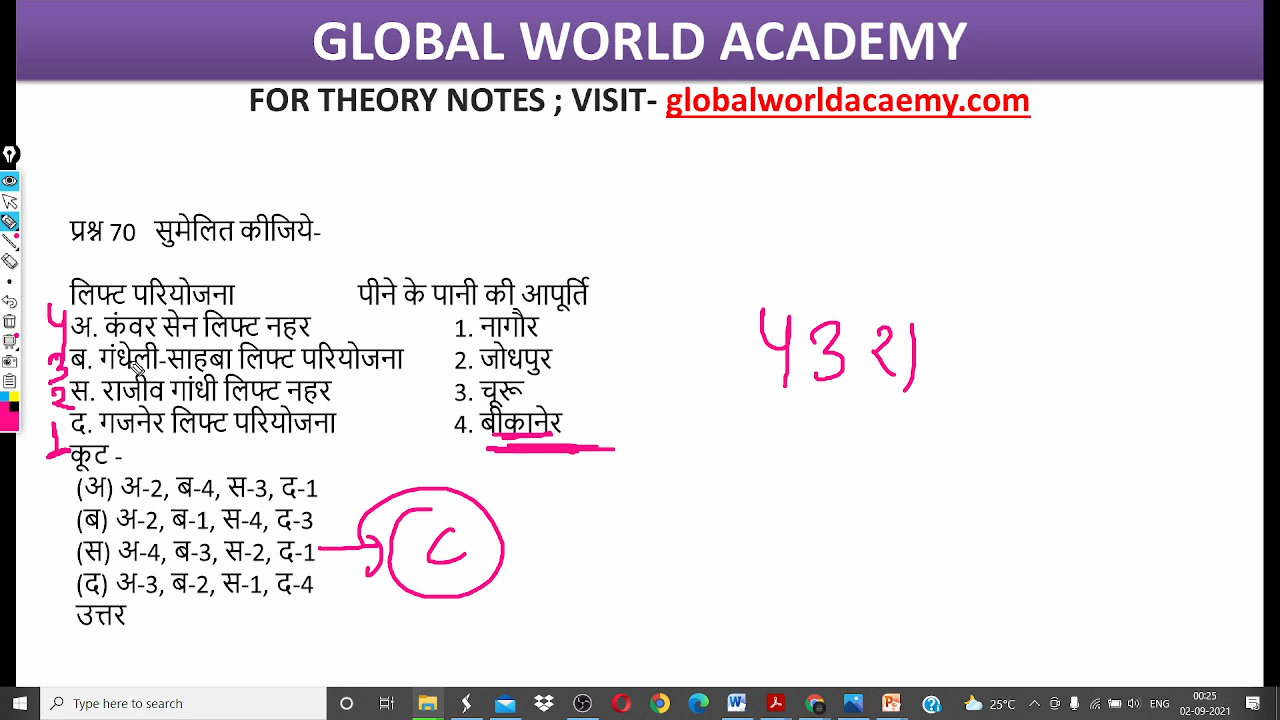 GLOBAL WORLD ACADEMY
FOR THEORY NOTES ; VISIT- globalworldacaemy.com
प्रश्न 70 सुमेलित कीजिये-
लिफ्ट परियोजना पीने के पानी की आपूर्ति
4 अ. कंवर सेन लिफ्ट नहर 1. नागौर
3 ब. गंधेली-साहबा लिफ्ट परियोजना 2. जोधपुर
2 स. राजीव गांधी लिफ्ट नहर 3. चूरू
1 द. गजनेर लिफ्ट परियोजना 4. बीकानेर
4321
कूट -
(अ) अ-2, ब-4, स-3, द-1
(ब) अ-2, ब-1, स-4, द-3
(स) अ-4, ब-3, स-2, द-1
C
(द) अ-3, ब-2, स-1, द-4
उत्तर
Type here to search
25°C
ENG
00:25
02-09-2021